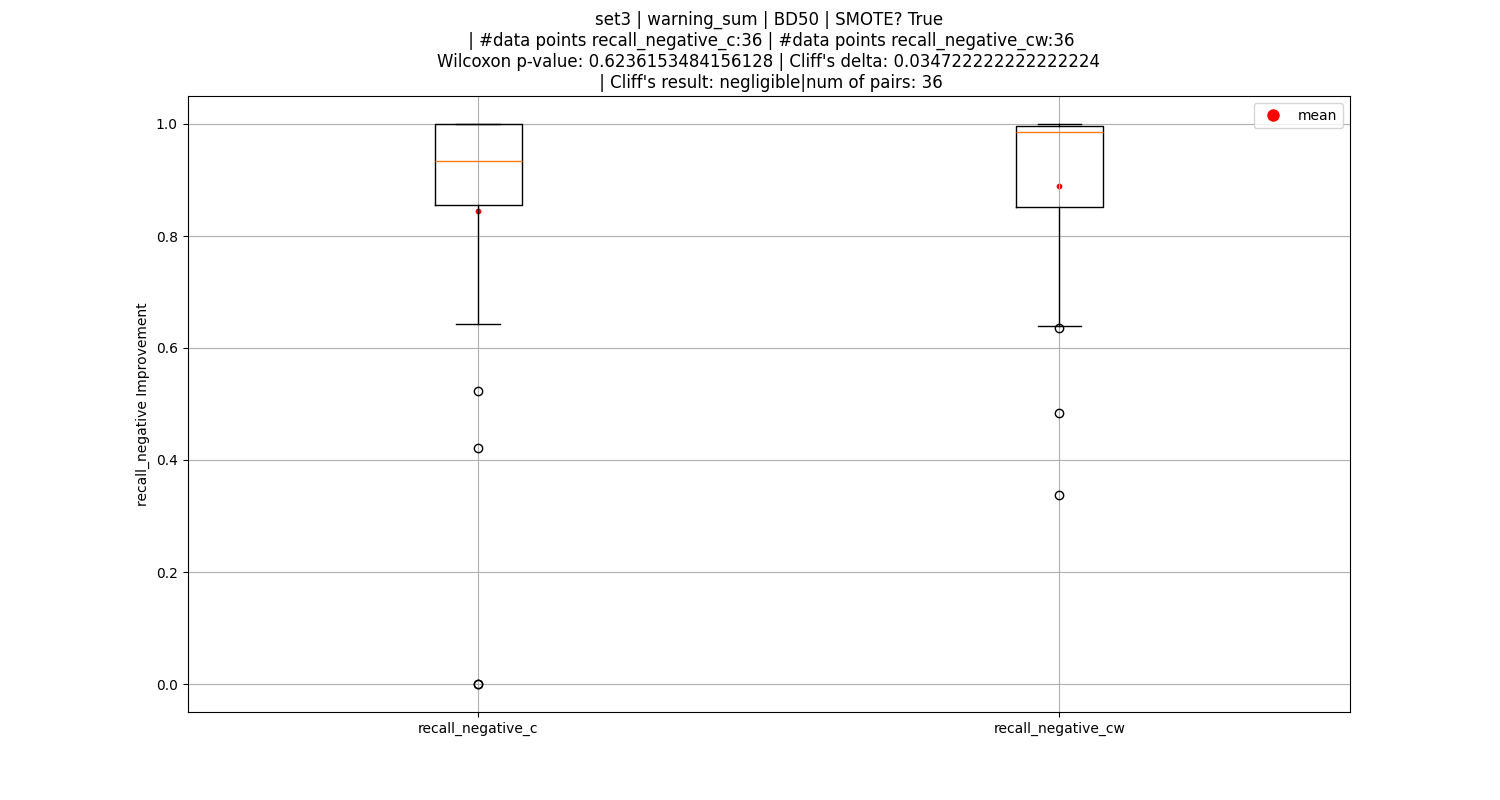 set3 | warning_sum | BD50 | SMOTE? True
| #data points recall_negative_c:36 | #data points recall_negative_cw:36
Wilcoxon p-value: 0.6236153484156128 | Cliff's delta: 0.034722222222222224
| Cliff's result: negligible|num of pairs: 36
mean
1.0
0.8
0.6
0.4
0.2
0.0
recall_negative Improvement
recall_negative_c
recall_negative_cw